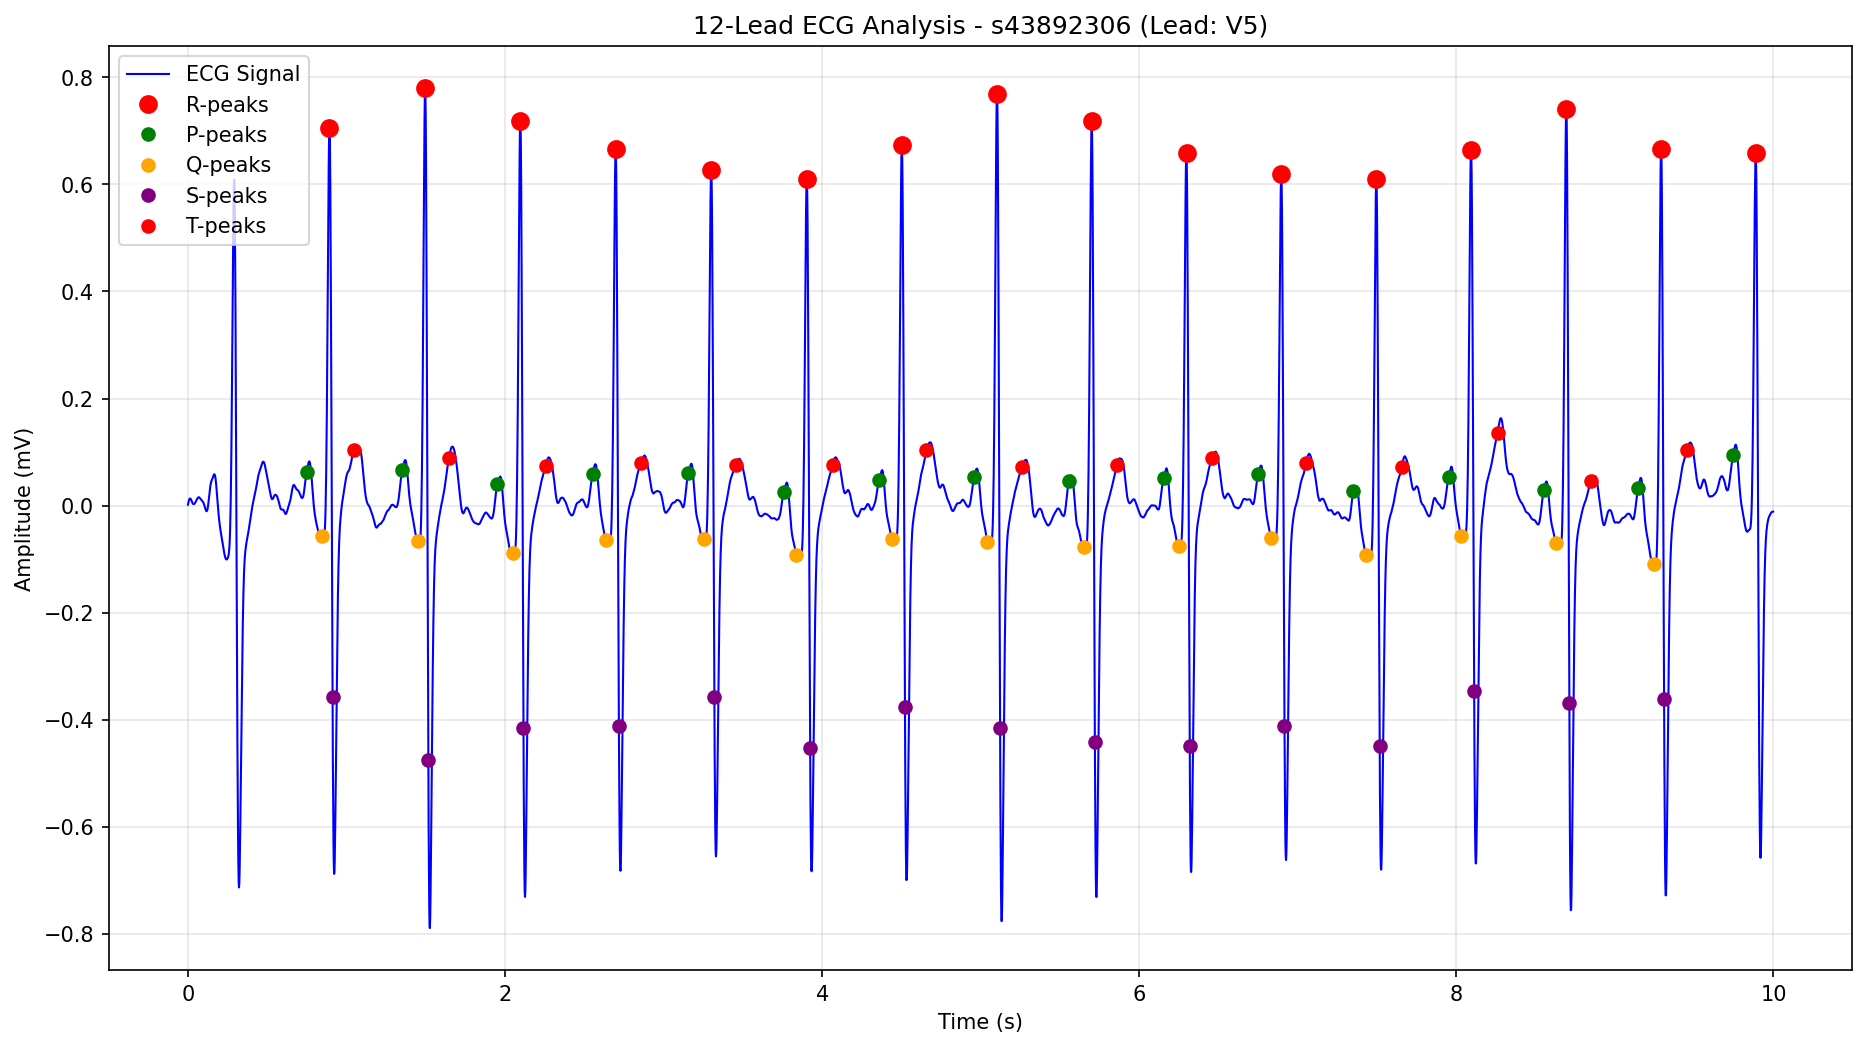 12-Lead ECG Analysis - s43892306 (Lead: V5)
ECG Signal
R-peaks
P-peaks
Q-peaks
S-peaks
T-peaks
Amplitude (mV)
0.8
0.6
0.4
0.2
0.0
−0.2
−0.4
−0.6
−0.8
0 2 4 6 8 10
Time (s)